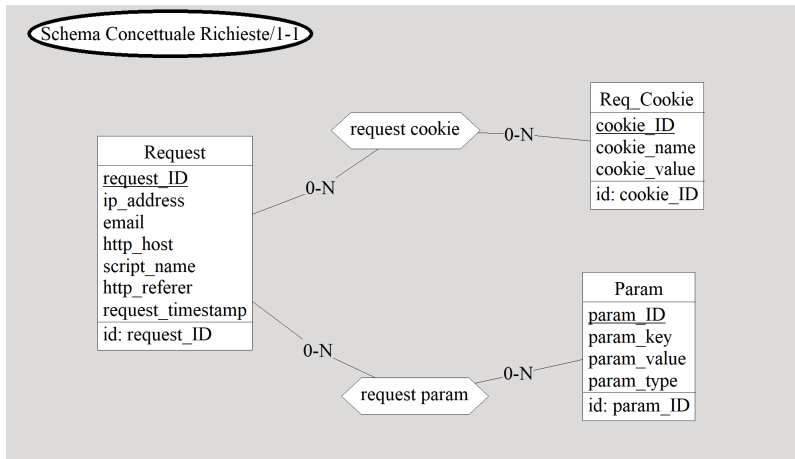 Schema Concettuale Richieste/1-1
request cookie
0-N
0-N
Req_Cookie
cookie_ID
cookie_name
cookie_value
id: cookie_ID
Request
request_ID
ip_address
email
http_host
script_name
http_referer
request_timestamp
id: request_ID
0-N
0-N
request param
Param
param_ID
param_key
param_value
param_type
id: param_ID